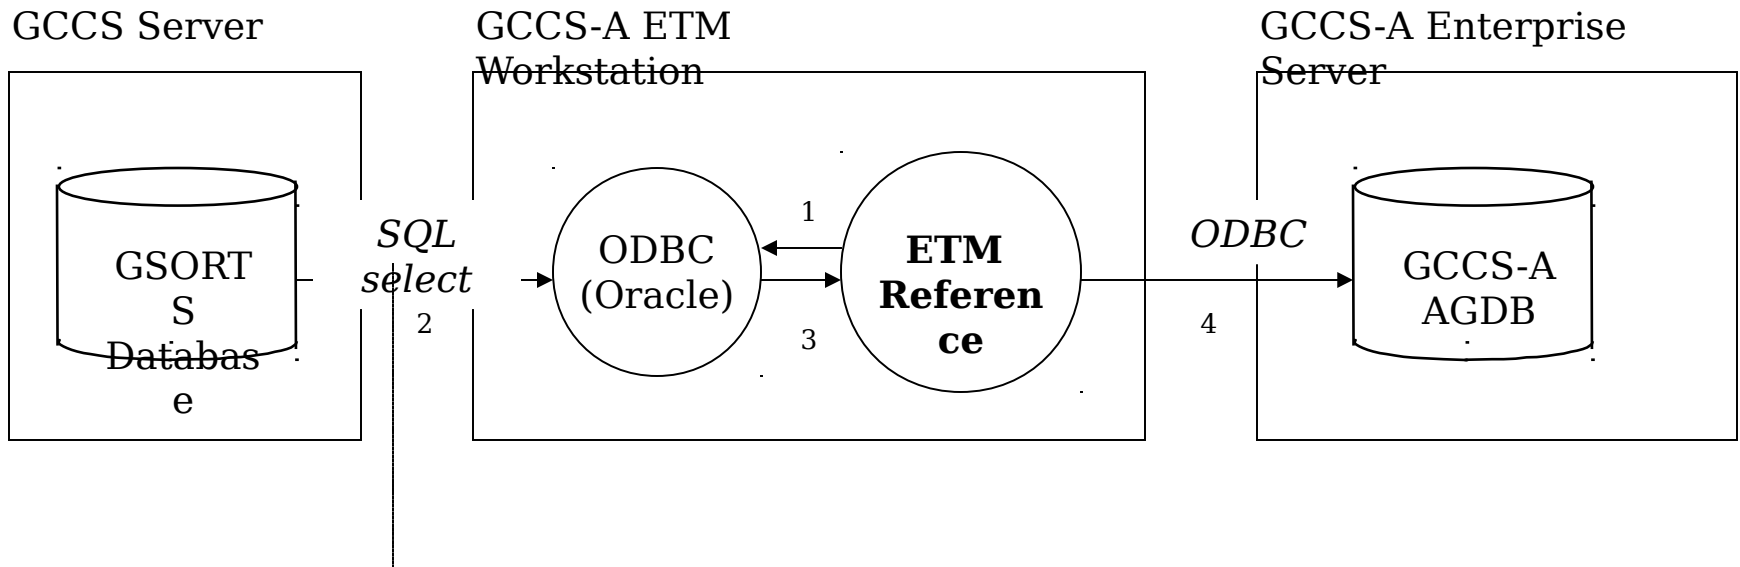 GCCS Server
GCCS-A ETM
Workstation
GCCS-A Enterprise
Server
GSORT
S
Databas
e
SQL
select
2
ODBC
(Oracle)
1
3
ETM
Referen
ce
ODBC
4
GCCS-A
AGDB